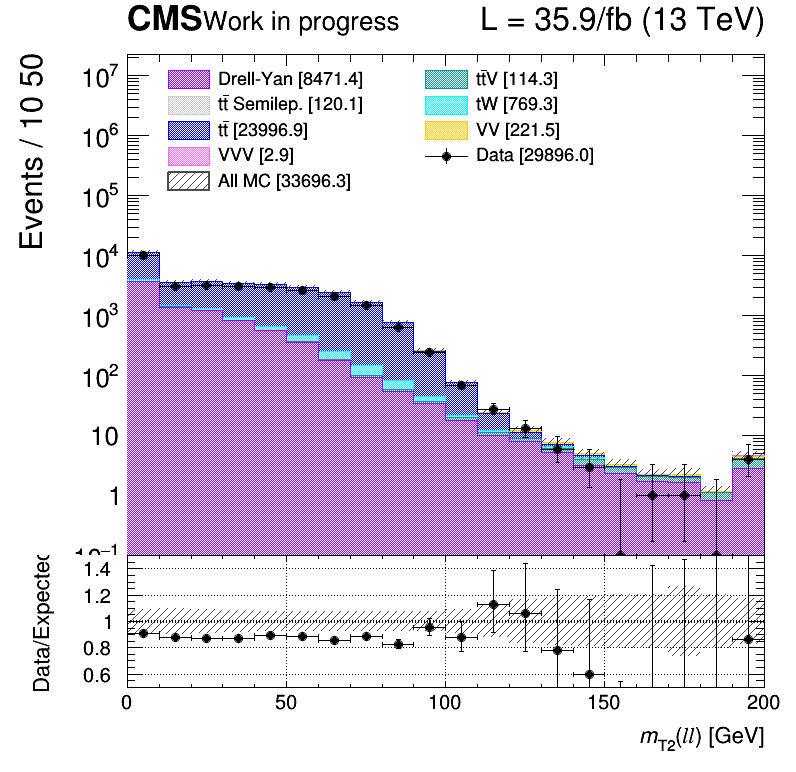 CMS Work in progress L = 35.9/fb (13 TeV)
Events / 10 50
10⁷
10⁶
10⁵
10⁴
10³
10²
10
1
10⁻¹
Drell-Yan [8471.4]
tt̄ Semilep. [120.1]
tt̄ [23996.9]
VVV [2.9]
All MC [33696.3]
tt̄V [114.3]
tW [769.3]
VV [221.5]
Data [29896.0]
Data/Expected
1.4
1.2
1
0.8
0.6
0 50 100 150 200
m_T2(ll) [GeV]